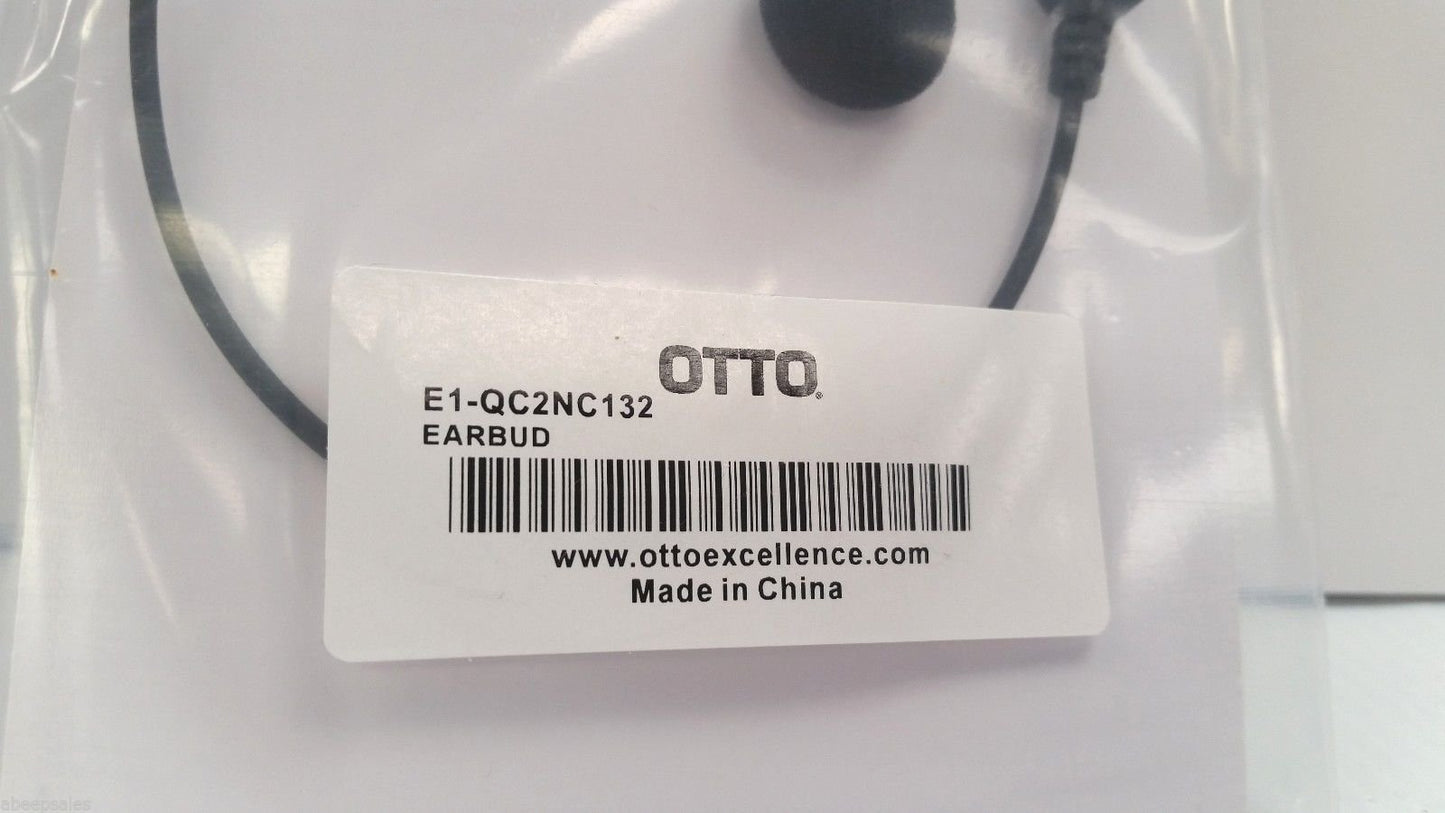 OTTO®
E1-QC2NC132
EARBUD
www.ottoexcellence.com
Made in China
abeepsales